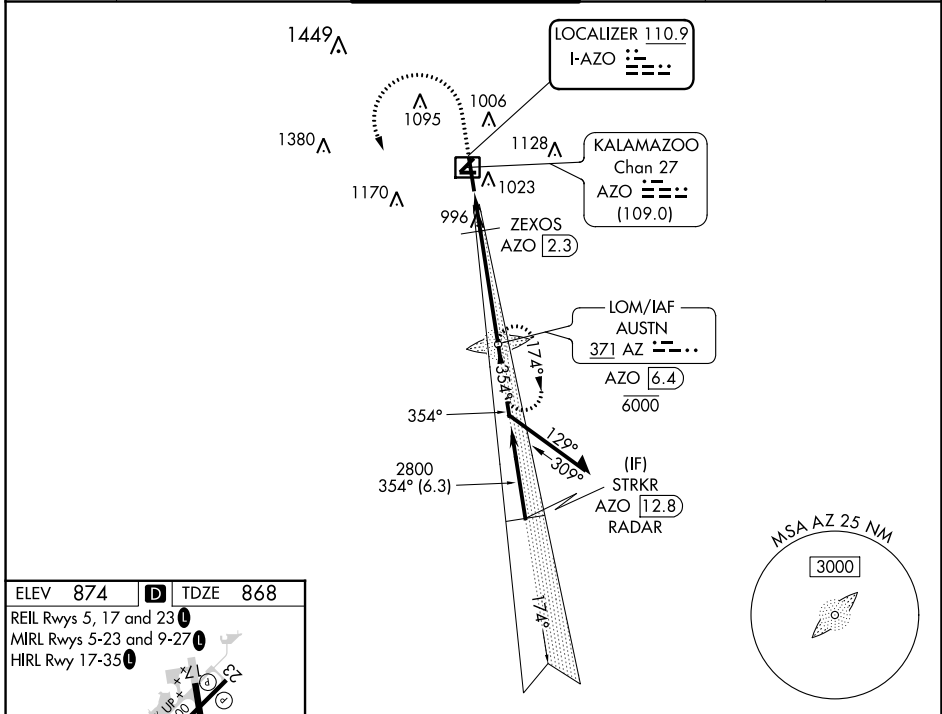 1449
LOCALIZER 110.9
I-AZO
1006
1095
1128
1380
KALAMAZOO
Chan 27
AZO
(109.0)
1023
1170
996
ZEXOS
AZO 2.3
LOM/IAF
AUSTN
371 AZ
174°
354°
AZO 6.4
6000
354°
129°
309°
2800
354° (6.3)
(IF)
STRKR
AZO 12.8
RADAR
174°
MSA AZ 25 NM
3000
ELEV 874 D TDZE 868
REIL Rwys 5, 17 and 23 L
MIRL Rwys 5-23 and 9-27 L
HIRL Rwy 17-35 L
17
23
P
P
UP